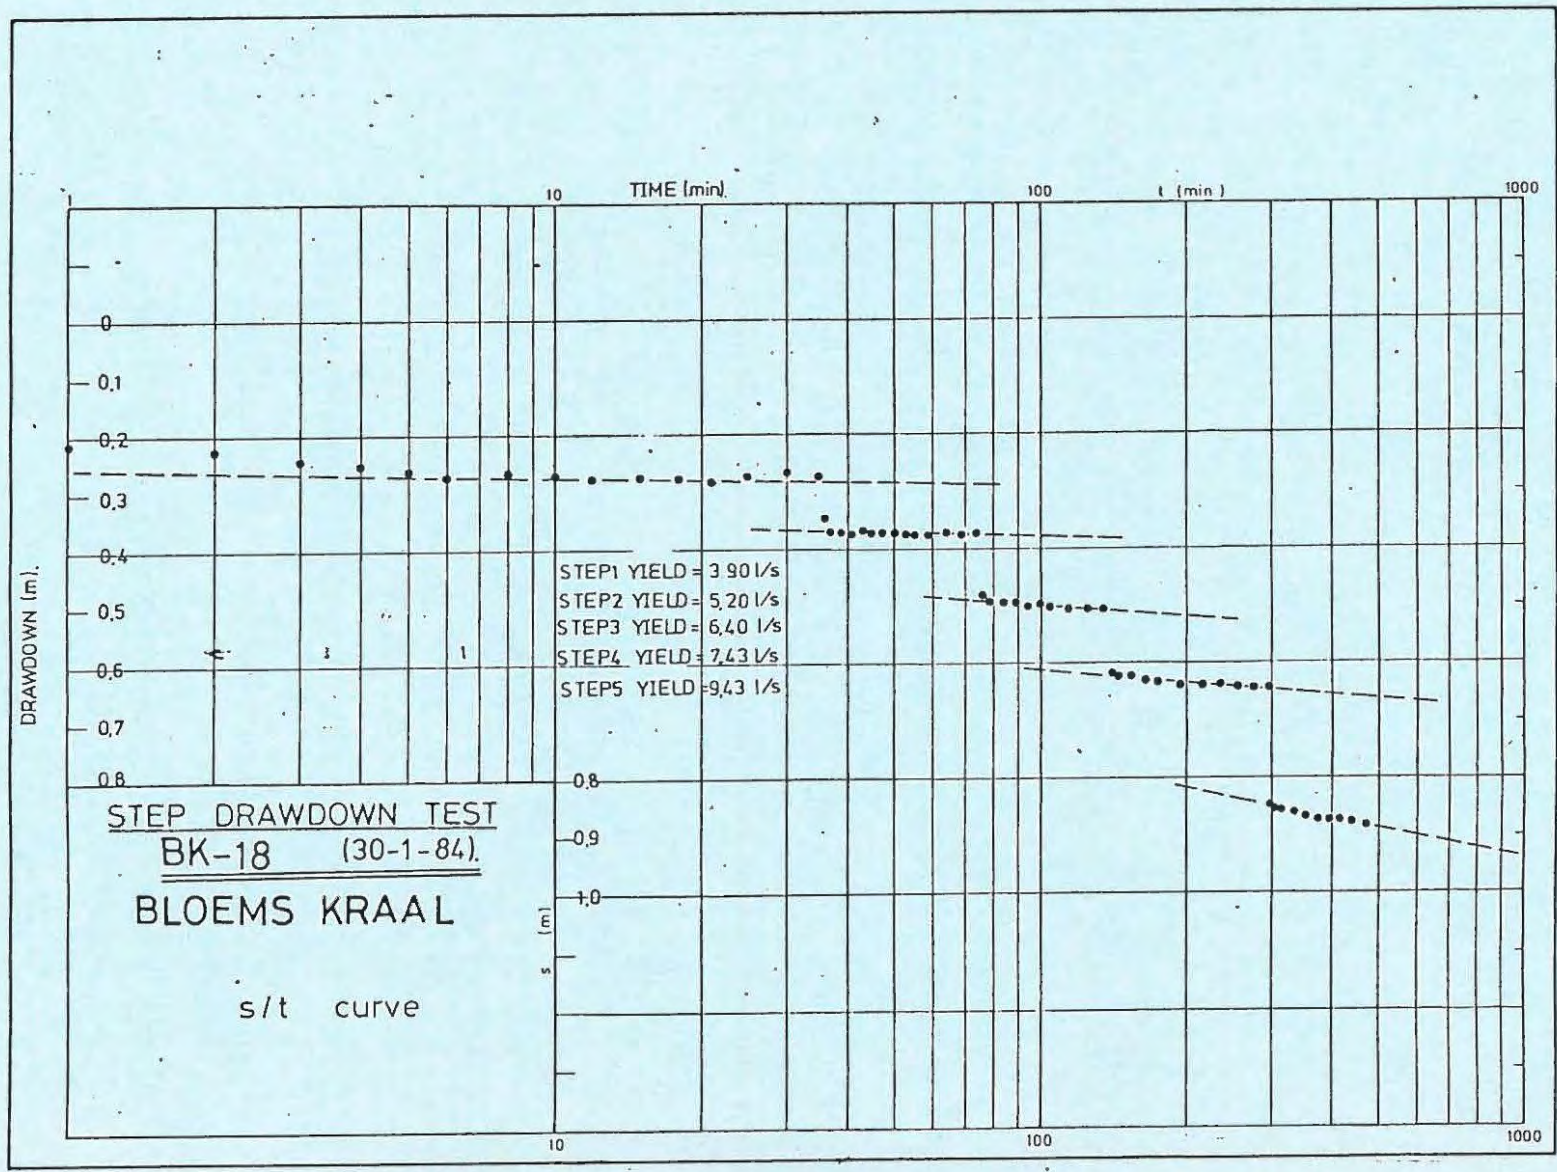 TIME (min).
1 10 100 t (min) 1000
0
0,1
0,2
0,3
0,4
0,5
0,6
0,7
0,8
DRAWDOWN (m).
STEP1 YIELD = 3.90 l/s
STEP2 YIELD = 5,20 l/s
STEP3 YIELD = 6,40 l/s
STEP4 YIELD = 7,43 l/s
STEP5 YIELD = 9,43 l/s
0,8
0,9
1,0
s (m)
STEP DRAWDOWN TEST
BK-18 (30-1-84).
BLOEMS KRAAL
s/t curve
10 100 1000